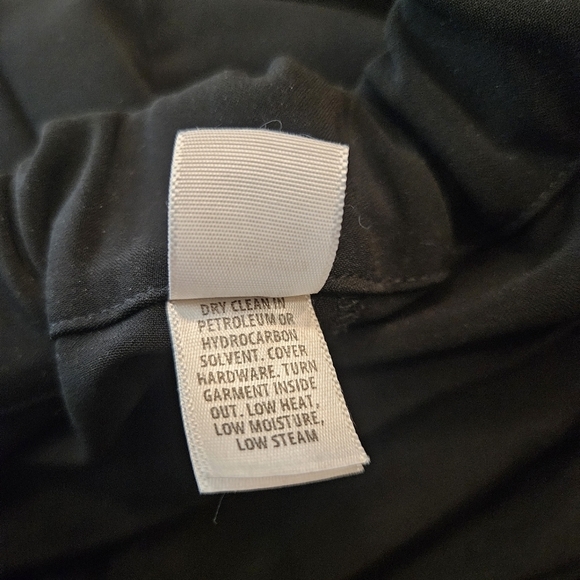 DRY CLEAN IN
PETROLEUM OR
HYDROCARBON
SOLVENT. COVER
HARDWARE. TURN
GARMENT INSIDE
OUT. LOW HEAT,
LOW MOISTURE,
LOW STEAM